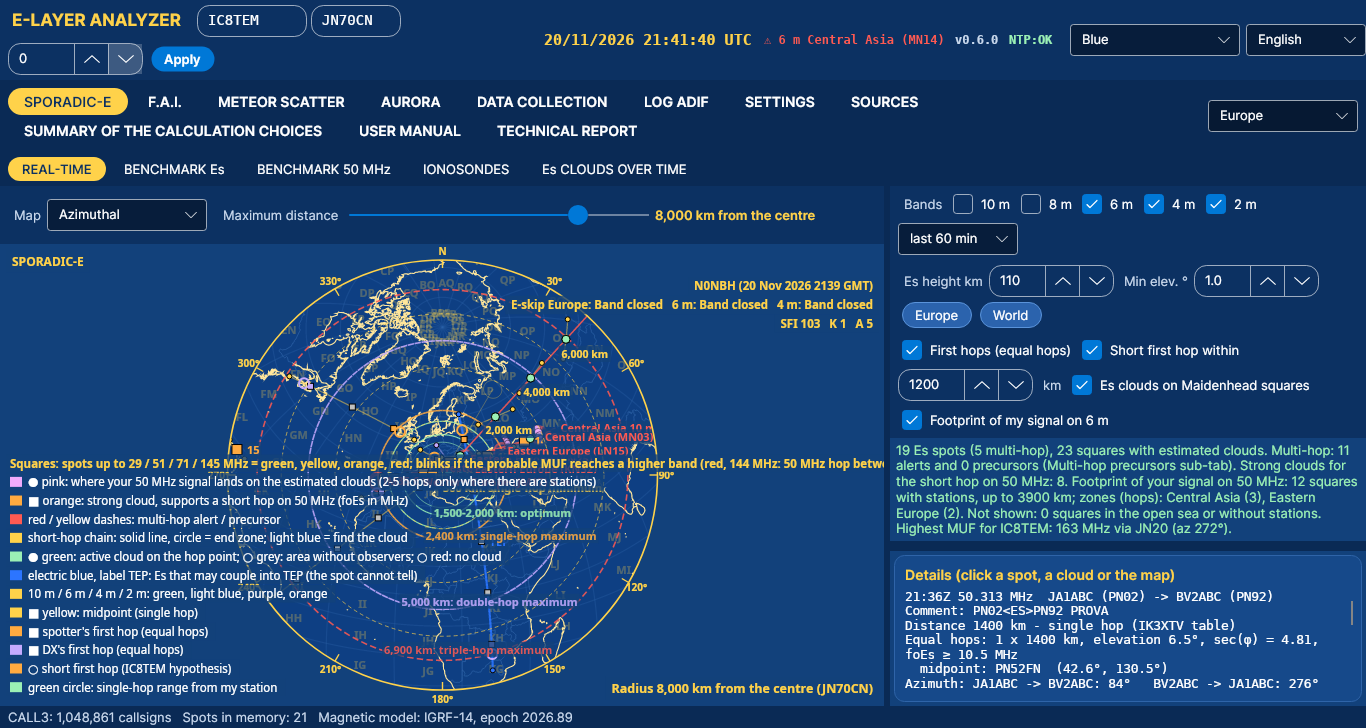 E-LAYER ANALYZER IC8TEM JN70CN
20/11/2026 21:41:40 UTC ⚠ 6 m Central Asia (MN14) v0.6.0 NTP:OK Blue English
0 Apply
SPORADIC-E F.A.I. METEOR SCATTER AURORA DATA COLLECTION LOG ADIF SETTINGS SOURCES
SUMMARY OF THE CALCULATION CHOICES USER MANUAL TECHNICAL REPORT
Europe
REAL-TIME BENCHMARK Es BENCHMARK 50 MHz IONOSONDES Es CLOUDS OVER TIME
Map Azimuthal Maximum distance 8,000 km from the centre
SPORADIC-E
N
330°
30°
300°
60°
90°
120°
150°
180°
210°
N0NBH (20 Nov 2026 2139 GMT)
E-skip Europe: Band closed 6 m: Band closed 4 m: Band closed
SFI 103 K 1 A 5
6,000 km
4,000 km
2,000 km
Central Asia 10 m
Central Asia (MN03)
Eastern Europe (LN15)
15
Squares: spots up to 29 / 51 / 71 / 145 MHz = green, yellow, orange, red; blinks if the probable MUF reaches a higher band (red, 144 MHz: 50 MHz hop betwe
● pink: where your 50 MHz signal lands on the estimated clouds (2-5 hops, only where there are stations)
■ orange: strong cloud, supports a short hop on 50 MHz (foEs in MHz)
red / yellow dashes: multi-hop alert / precursor
short-hop chain: solid line, circle = end zone; light blue = find the cloud
● green: active cloud on the hop point; ○ grey: area without observers; ○ red: no cloud
electric blue, label TEP: Es that may couple into TEP (the spot cannot tell)
10 m / 6 m / 4 m / 2 m: green, light blue, purple, orange
■ yellow: midpoint (single hop)
■ spotter's first hop (equal hops)
■ DX's first hop (equal hops)
○ short first hop (IC8TEM hypothesis)
green circle: single-hop range from my station
1,500-2,000 km: optimum
2,400 km: single-hop maximum
5,000 km: double-hop maximum
6,900 km: triple-hop maximum
Radius 8,000 km from the centre (JN70CN)
Bands 10 m 8 m 6 m 4 m 2 m
last 60 min
Es height km 110 Min elev. ° 1.0
Europe World
First hops (equal hops) Short first hop within
1200 km Es clouds on Maidenhead squares
Footprint of my signal on 6 m
19 Es spots (5 multi-hop), 23 squares with estimated clouds. Multi-hop: 11
alerts and 0 precursors (Multi-hop precursors sub-tab). Strong clouds for
the short hop on 50 MHz: 8. Footprint of your signal on 50 MHz: 12 squares
with stations, up to 3900 km; zones (hops): Central Asia (3), Eastern
Europe (2). Not shown: 0 squares in the open sea or without stations.
Highest MUF for IC8TEM: 163 MHz via JN20 (az 272°).
Details (click a spot, a cloud or the map)
21:36Z 50.313 MHz JA1ABC (PN02) -> BV2ABC (PN92)
Comment: PN02<ES>PN92 PROVA
Distance 1400 km - single hop (IK3XTV table)
Equal hops: 1 x 1400 km, elevation 6.5°, sec(φ) = 4.81,
foEs ≥ 10.5 MHz
midpoint: PN52FN (42.6°, 130.5°)
Azimuth: JA1ABC -> BV2ABC: 84° BV2ABC -> JA1ABC: 276°
CALL3: 1,048,861 callsigns Spots in memory: 21 Magnetic model: IGRF-14, epoch 2026.89